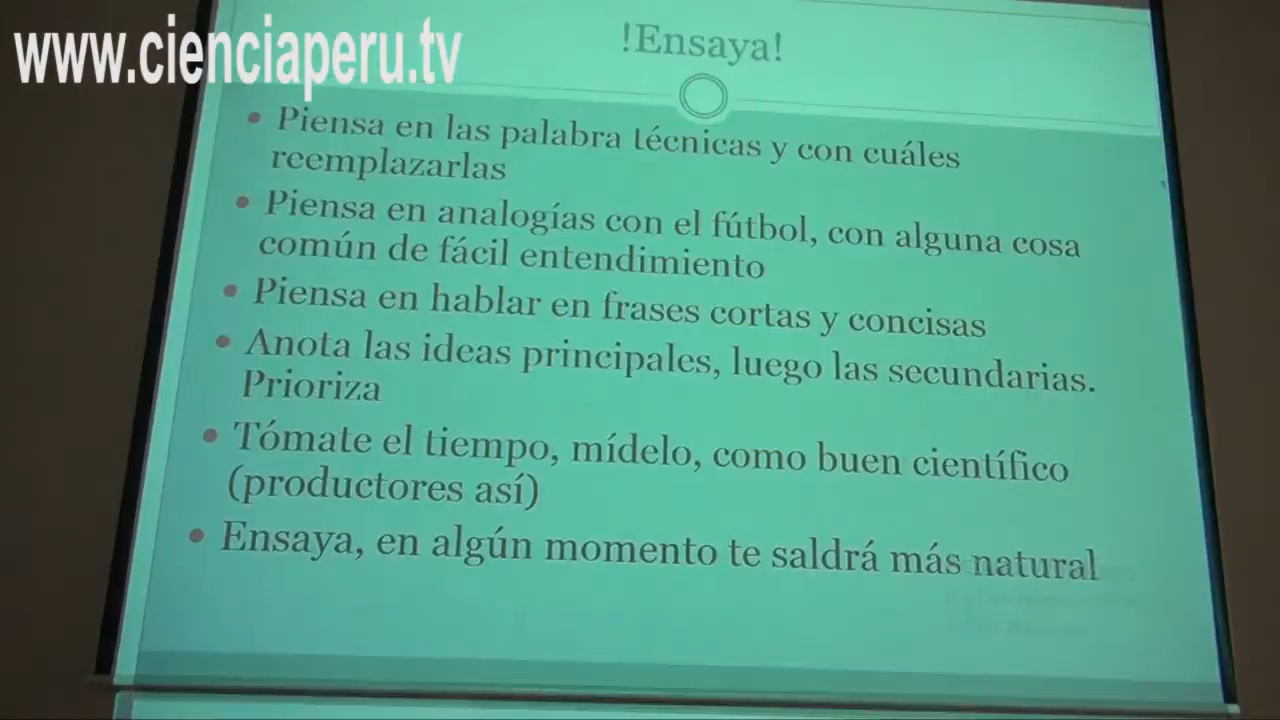 www.cienciaperu.tv
!Ensaya!
• Piensa en las palabra técnicas y con cuáles
reemplazarlas
• Piensa en analogías con el fútbol, con alguna cosa
común de fácil entendimiento
• Piensa en hablar en frases cortas y concisas
• Anota las ideas principales, luego las secundarias.
Prioriza
• Tómate el tiempo, mídelo, como buen científico
(productores así)
• Ensaya, en algún momento te saldrá más natural